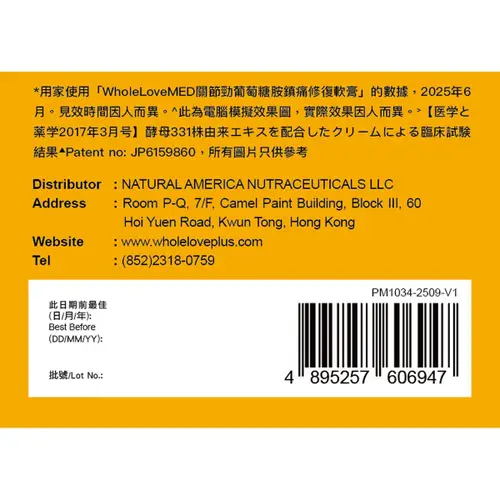 *用家使用「WholeLoveMED關節勁葡萄糖胺鎮痛修復軟膏」的數據，2025年6
月。見效時間因人而異。^此為電腦模擬效果圖，實際效果因人而異。˃【医学と
薬学2017年3月号】酵母331株由来エキスを配合したクリームによる臨床試験
結果▲Patent no: JP6159860，所有圖片只供參考
Distributor : NATURAL AMERICA NUTRACEUTICALS LLC
Address : Room P-Q, 7/F, Camel Paint Building, Block III, 60
Hoi Yuen Road, Kwun Tong, Hong Kong
Website : www.wholeloveplus.com
Tel : (852)2318-0759
PM1034-2509-V1
此日期前最佳
(日/月/年):
Best Before
(DD/MM/YY):
批號/Lot No.:
4 895257 606947